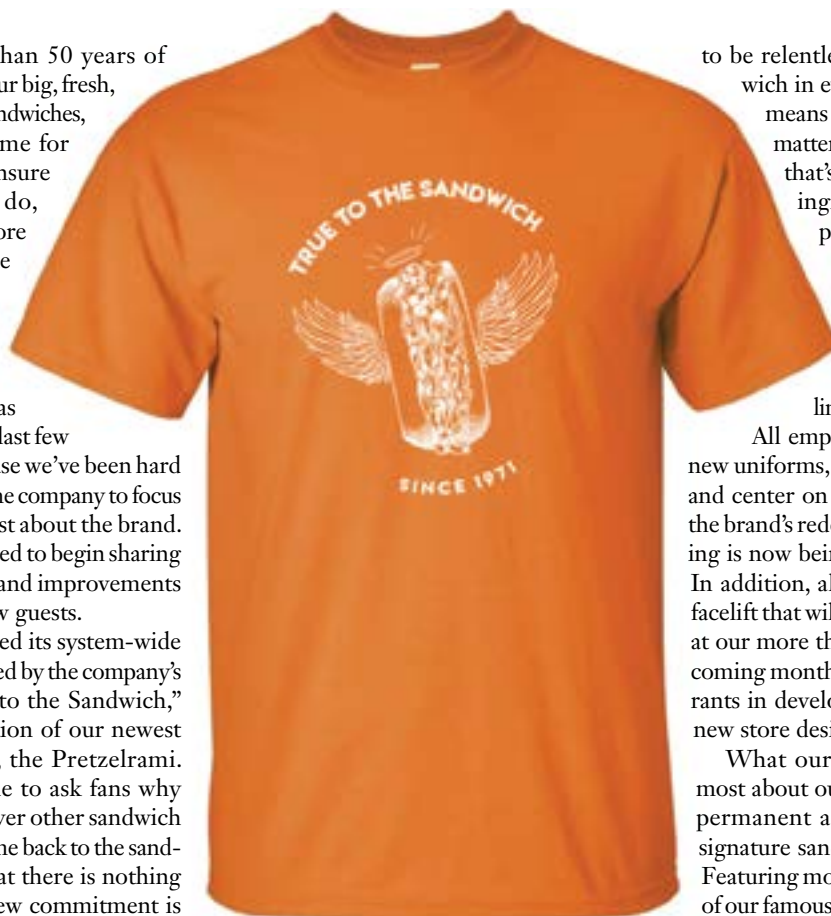 han 50 years of
ur big, fresh,
ndwiches,
me for
nsure
do,
ore
e
as
last few
se we've been hard
ne company to focus
st about the brand.
ed to begin sharing
and improvements
w guests.
ed its system-wide
ed by the company's
to the Sandwich,”
tion of our newest
, the Pretzelrami.
e to ask fans why
ver other sandwich
ne back to the sand-
at there is nothing
ew commitment is
TRUE TO THE SANDWICH
SINCE 1971
to be relentle
wich in e
means
matter
that's
ing
p
lin
All emp
new uniforms,
and center on
the brand's rede
ing is now bein
In addition, al
facelift that will
at our more th
coming month
rants in develo
new store desi
What our
most about ou
permanent a
signature san
Featuring mo
of our famous